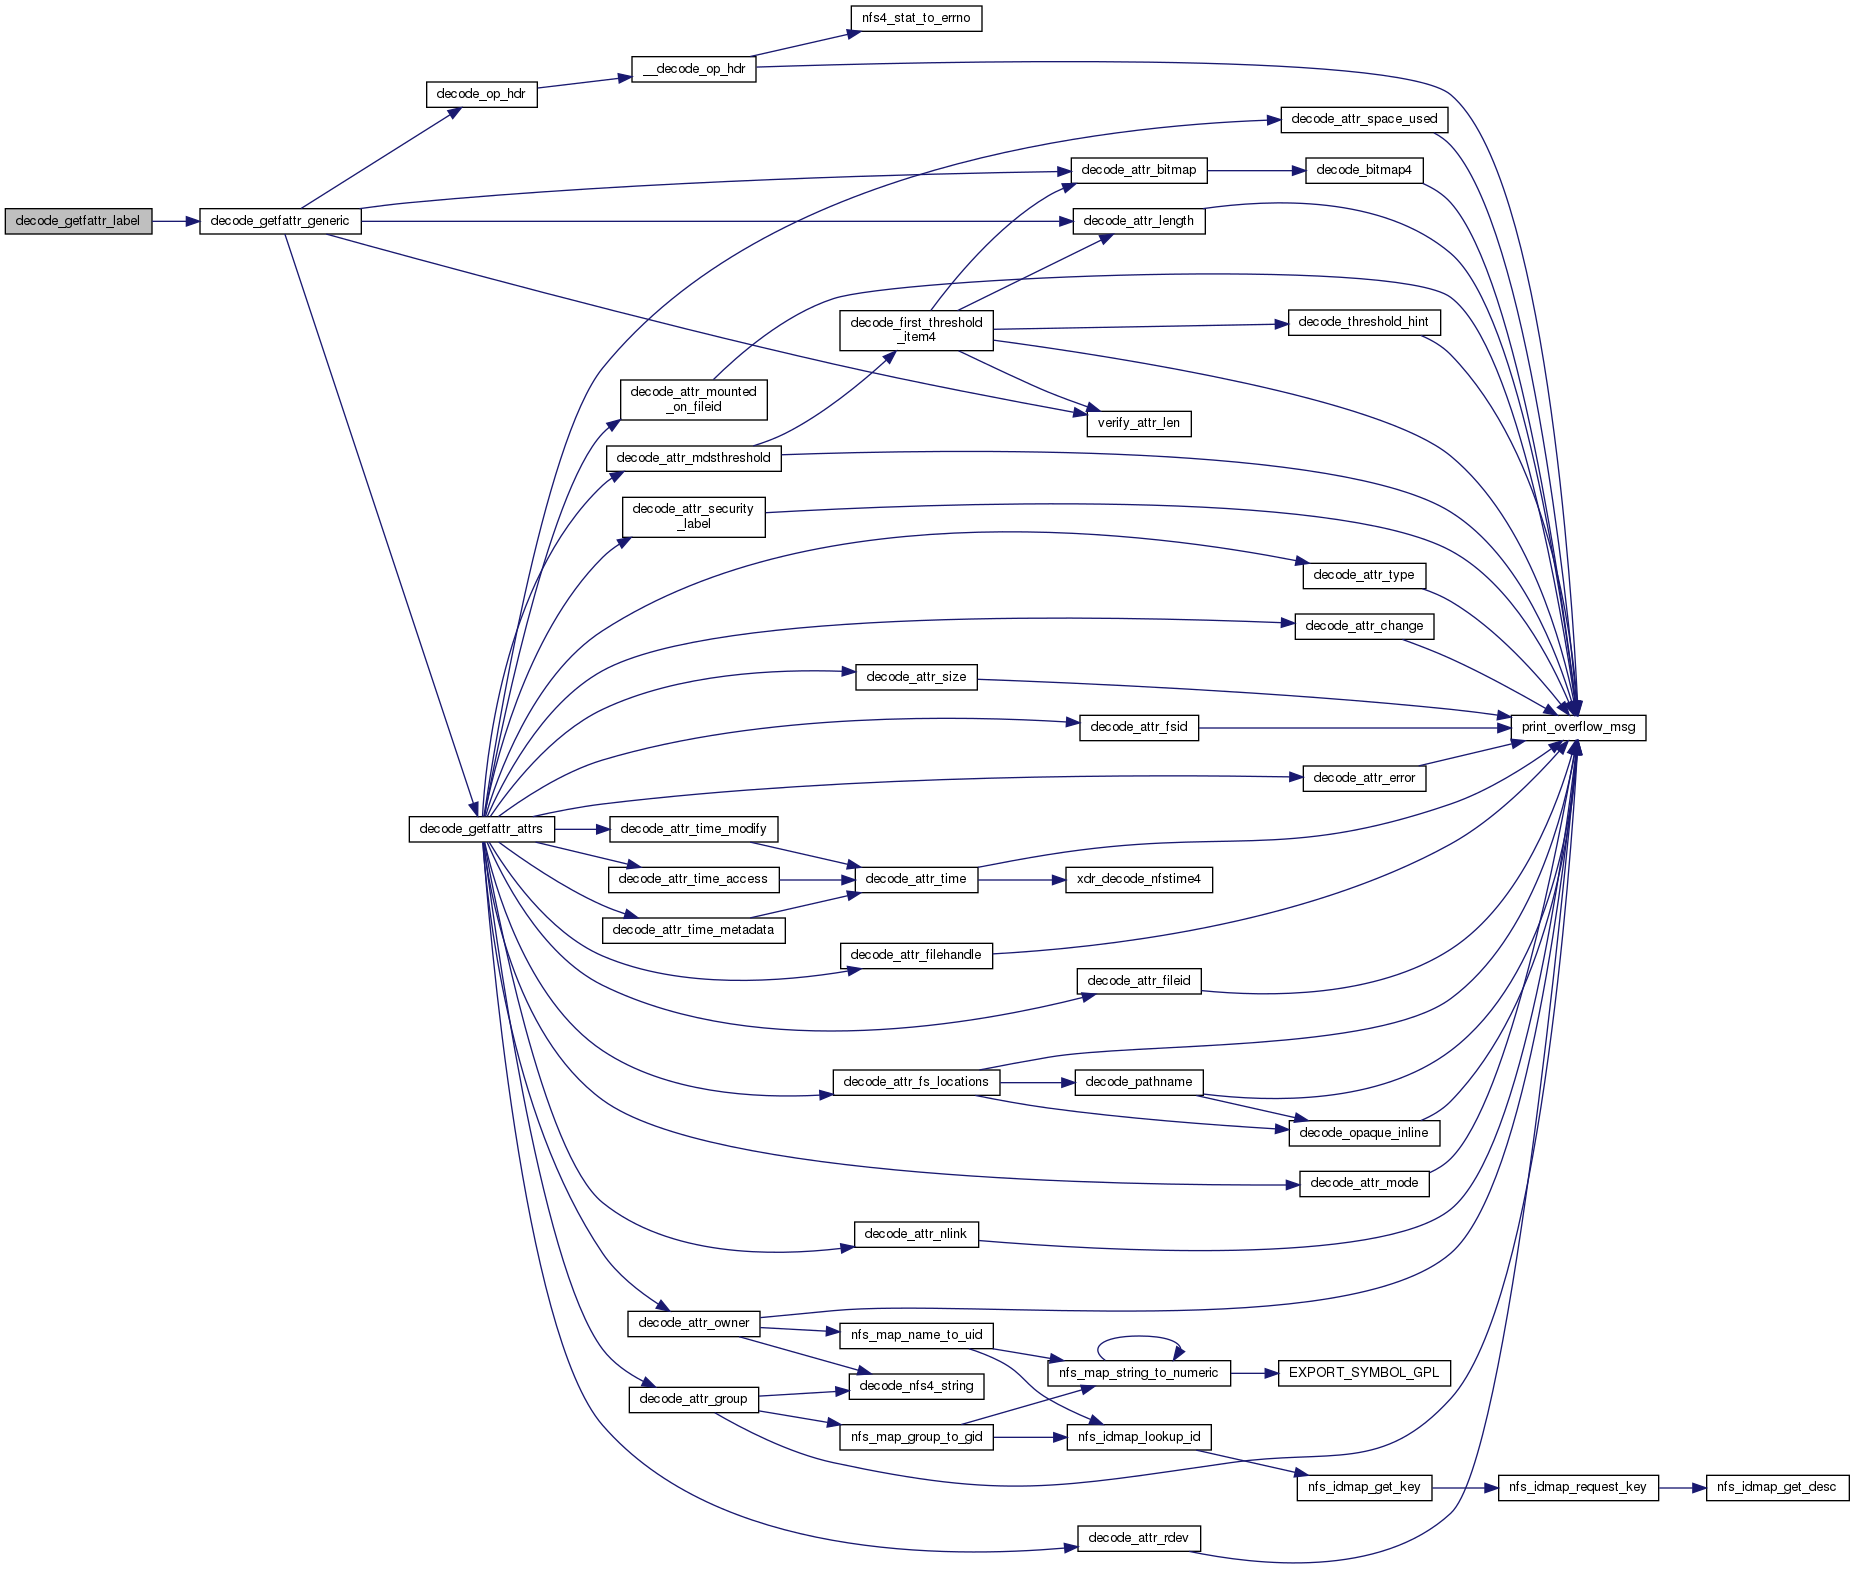 nfs4_stat_to_errno
__decode_op_hdr
decode_op_hdr
decode_attr_space_used
decode_attr_bitmap
decode_bitmap4
decode_getfattr_label
decode_getfattr_generic
decode_attr_length
decode_first_threshold
_item4
decode_threshold_hint
decode_attr_mounted
_on_fileid
verify_attr_len
decode_attr_mdsthreshold
decode_attr_security
_label
decode_attr_type
decode_attr_change
decode_attr_size
decode_attr_fsid
print_overflow_msg
decode_attr_error
decode_getfattr_attrs
decode_attr_time_modify
decode_attr_time_access
decode_attr_time
xdr_decode_nfstime4
decode_attr_time_metadata
decode_attr_filehandle
decode_attr_fileid
decode_attr_fs_locations
decode_pathname
decode_opaque_inline
decode_attr_mode
decode_attr_nlink
decode_attr_owner
nfs_map_name_to_uid
nfs_map_string_to_numeric
EXPORT_SYMBOL_GPL
decode_nfs4_string
decode_attr_group
nfs_map_group_to_gid
nfs_idmap_lookup_id
nfs_idmap_get_key
nfs_idmap_request_key
nfs_idmap_get_desc
decode_attr_rdev